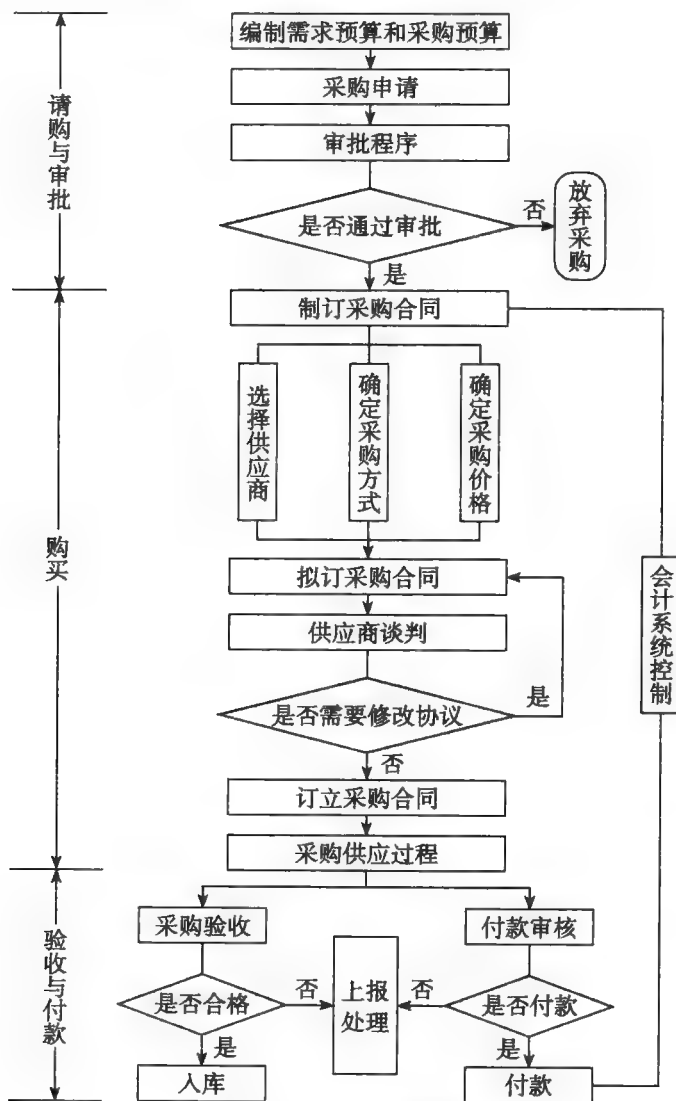 编制需求预算和采购预算
采购申请
审批程序
请购与审批
是否通过审批
否
放弃采购
是
制订采购合同
选择供应商
确定采购方式
确定采购价格
购买
拟订采购合同
会计系统控制
供应商谈判
是否需要修改协议
是
否
订立采购合同
采购供应过程
验收与付款
采购验收
付款审核
是否合格
否
上报
处理
否
是否付款
是
是
入库
付款